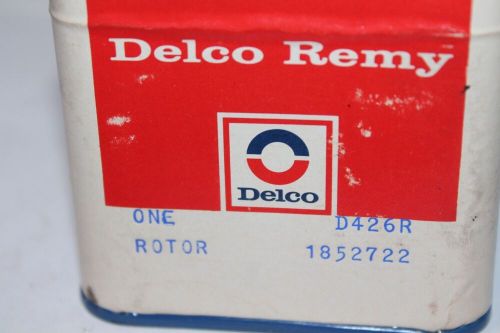 Delco Remy
Delco
ONE D426R
ROTOR 1852722